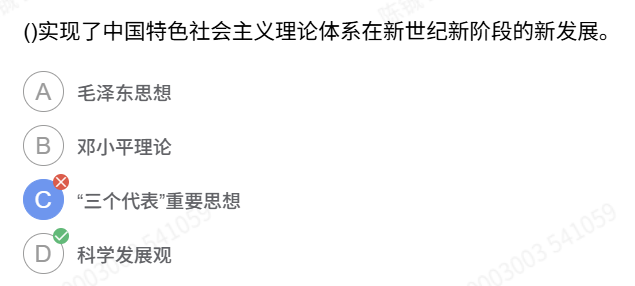 ()实现了中国特色社会主义理论体系在新世纪新阶段的新发展。
A 毛泽东思想
B 邓小平理论
C “三个代表”重要思想
D 科学发展观
003003 541059